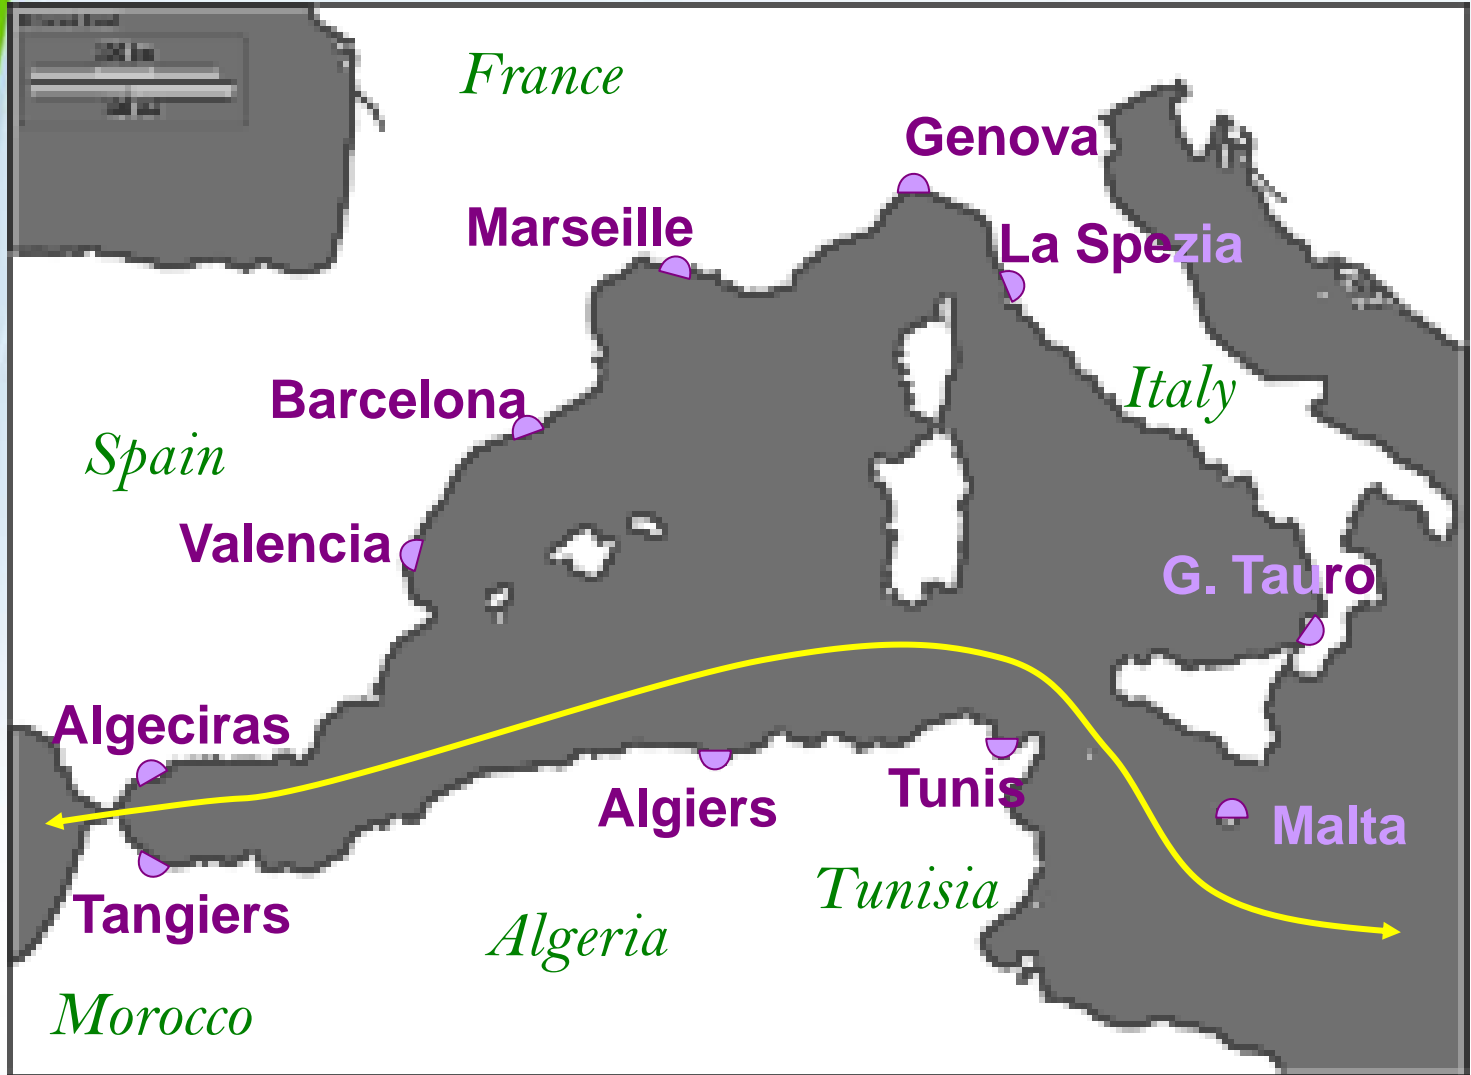 France
Genova
Marseille
La Spezia
Barcelona
Italy
Spain
Valencia
G. Tauro
Algeciras
Algiers
Tunis
Malta
Tangiers
Tunisia
Algeria
Morocco